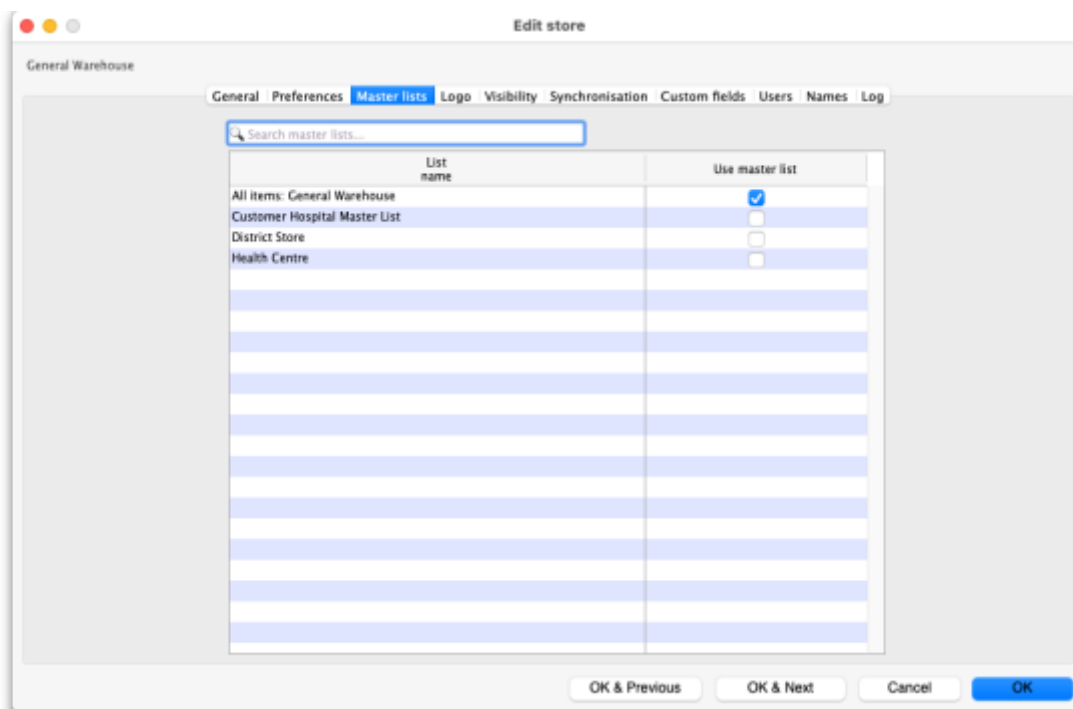 Edit store
General Warehouse
General Preferences Master lists Logo Visibility Synchronisation Custom fields Users Names Log
Search master lists...
List
name
Use master list
All items: General Warehouse
Customer Hospital Master List
District Store
Health Centre
OK & Previous OK & Next Cancel OK